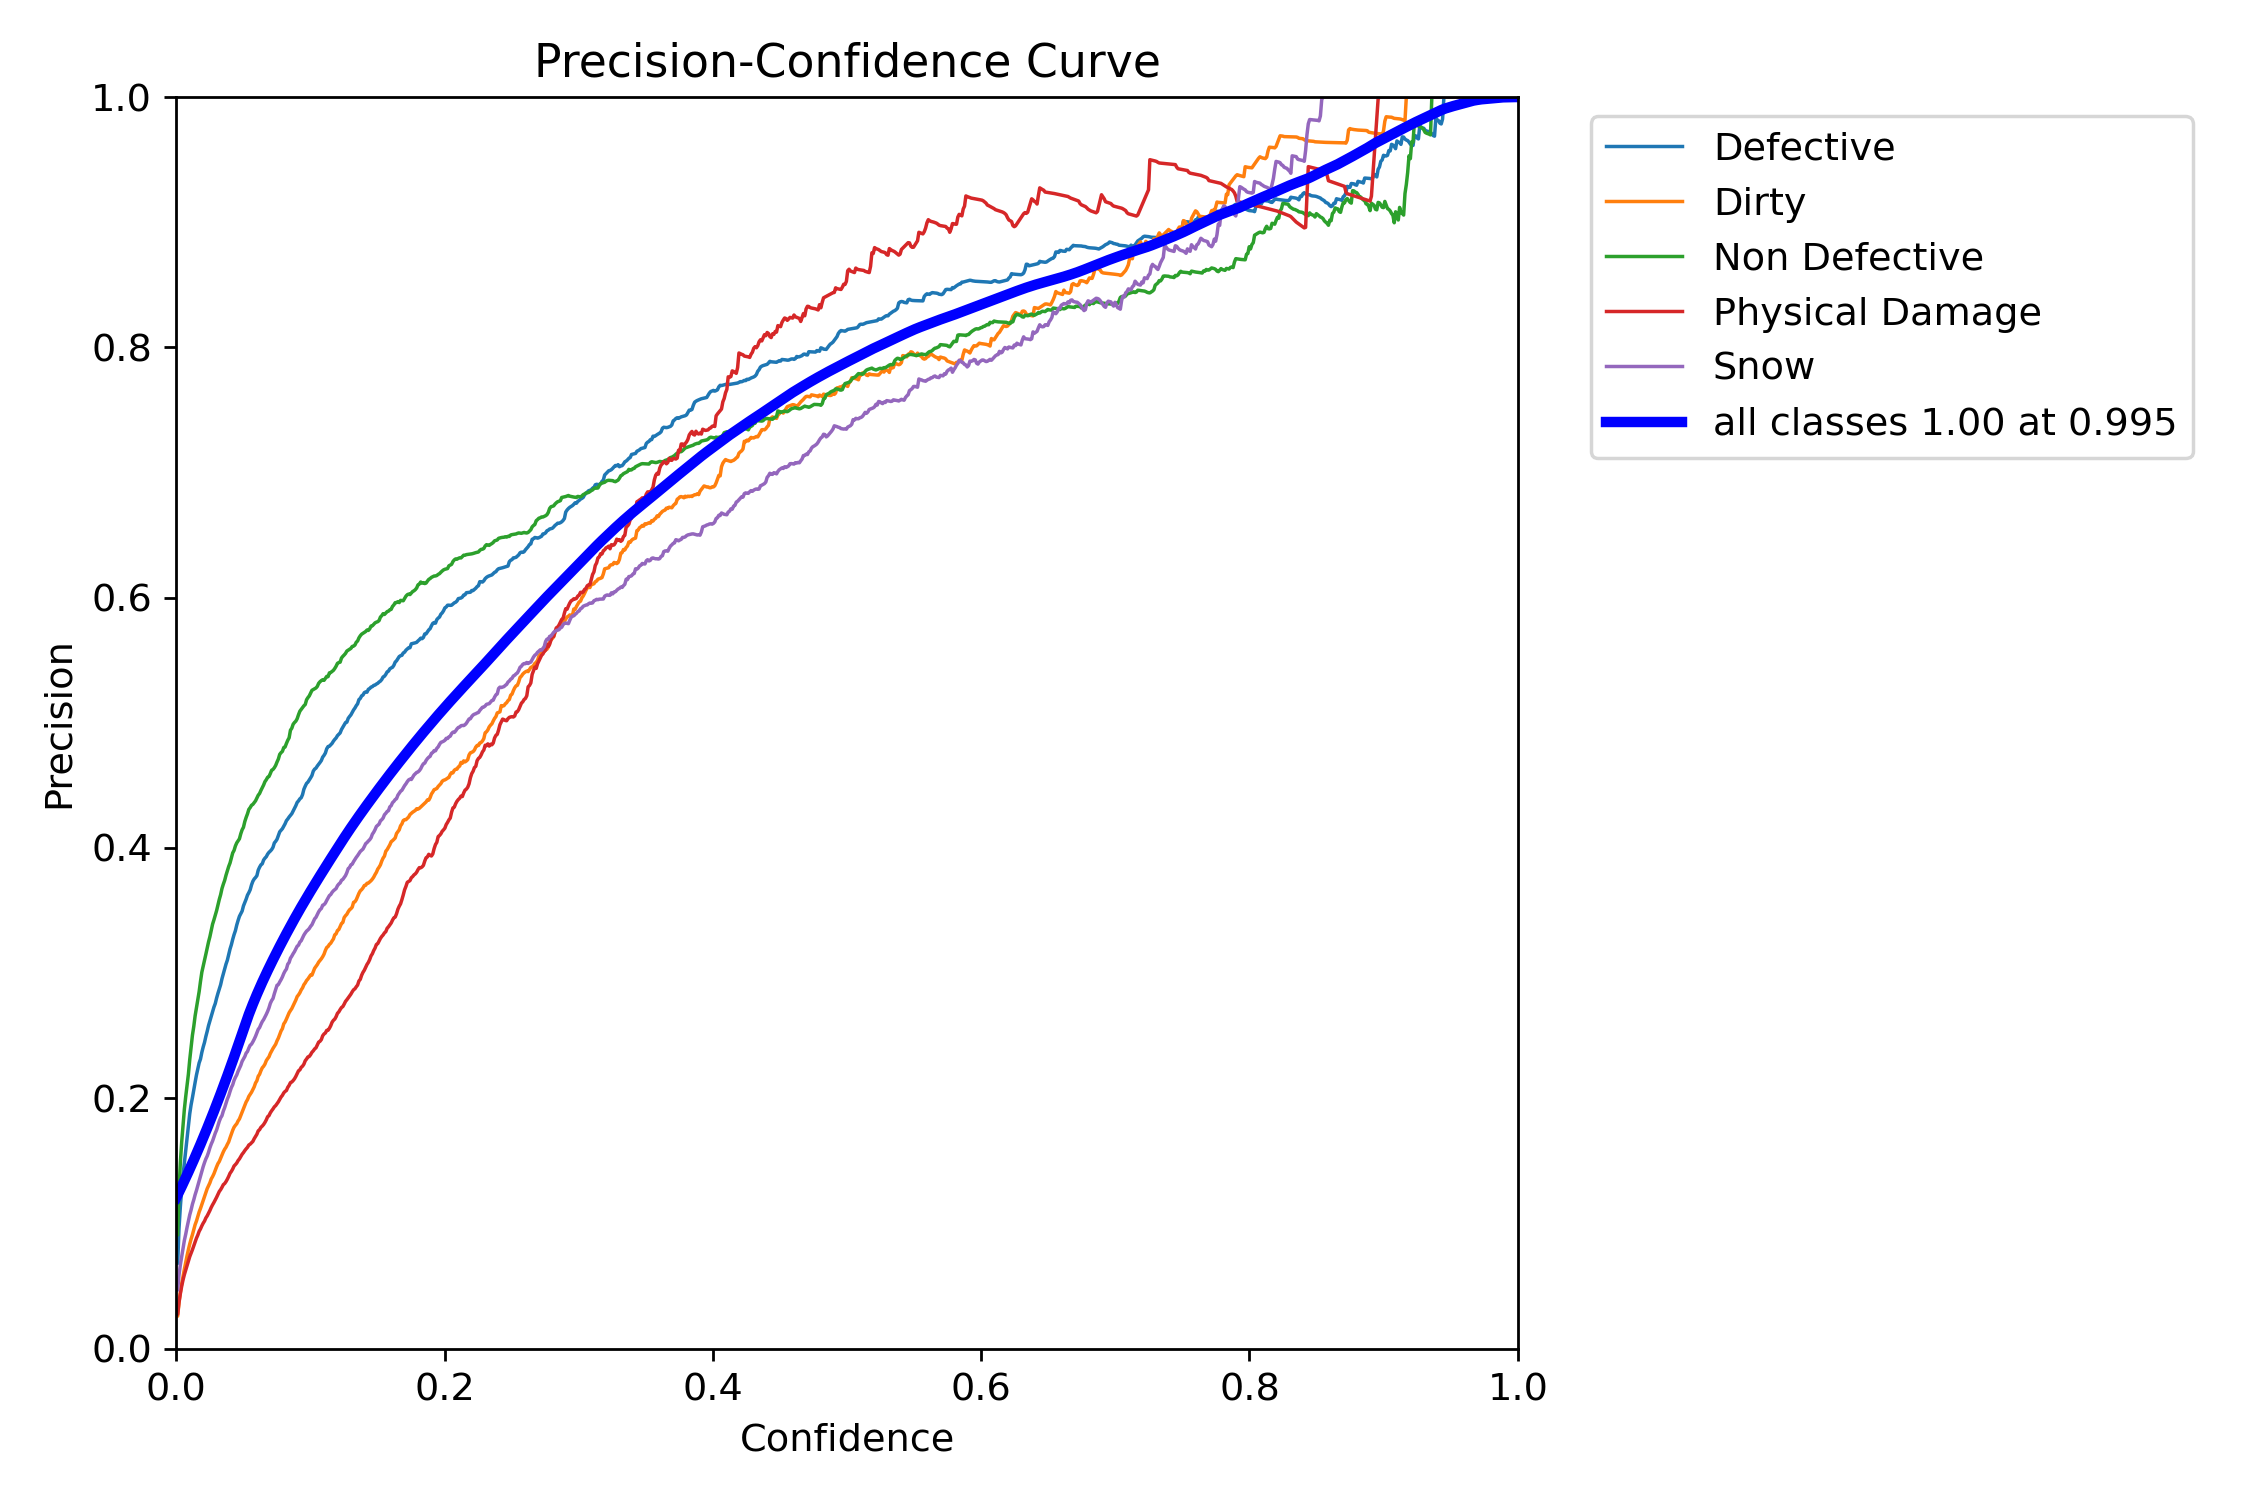 Precision-Confidence Curve
1.0
0.8
0.6
0.4
0.2
0.0
Precision
0.0 0.2 0.4 0.6 0.8 1.0
Confidence
Defective
Dirty
Non Defective
Physical Damage
Snow
all classes 1.00 at 0.995